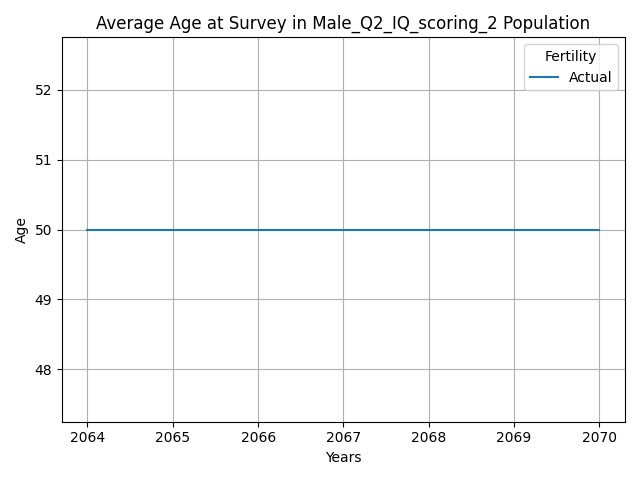 Average Age at Survey in Male_Q2_IQ_scoring_2 Population
Fertility
Actual
52
51
50
49
48
Age
2064 2065 2066 2067 2068 2069 2070
Years